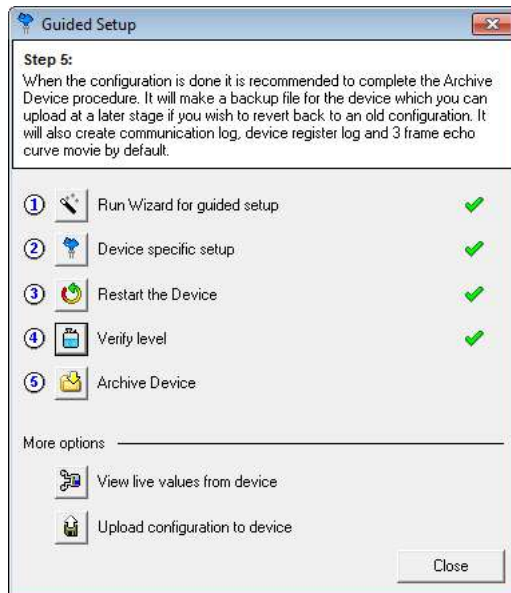 Guided Setup
Step 5:
When the configuration is done it is recommended to complete the Archive
Device procedure. It will make a backup file for the device which you can
upload at a later stage if you wish to revert back to an old configuration. It
will also create communication log, device register log and 3 frame echo
curve movie by default.
1 Run Wizard for guided setup
2 Device specific setup
3 Restart the Device
4 Verify level
5 Archive Device
More options
View live values from device
Upload configuration to device
Close